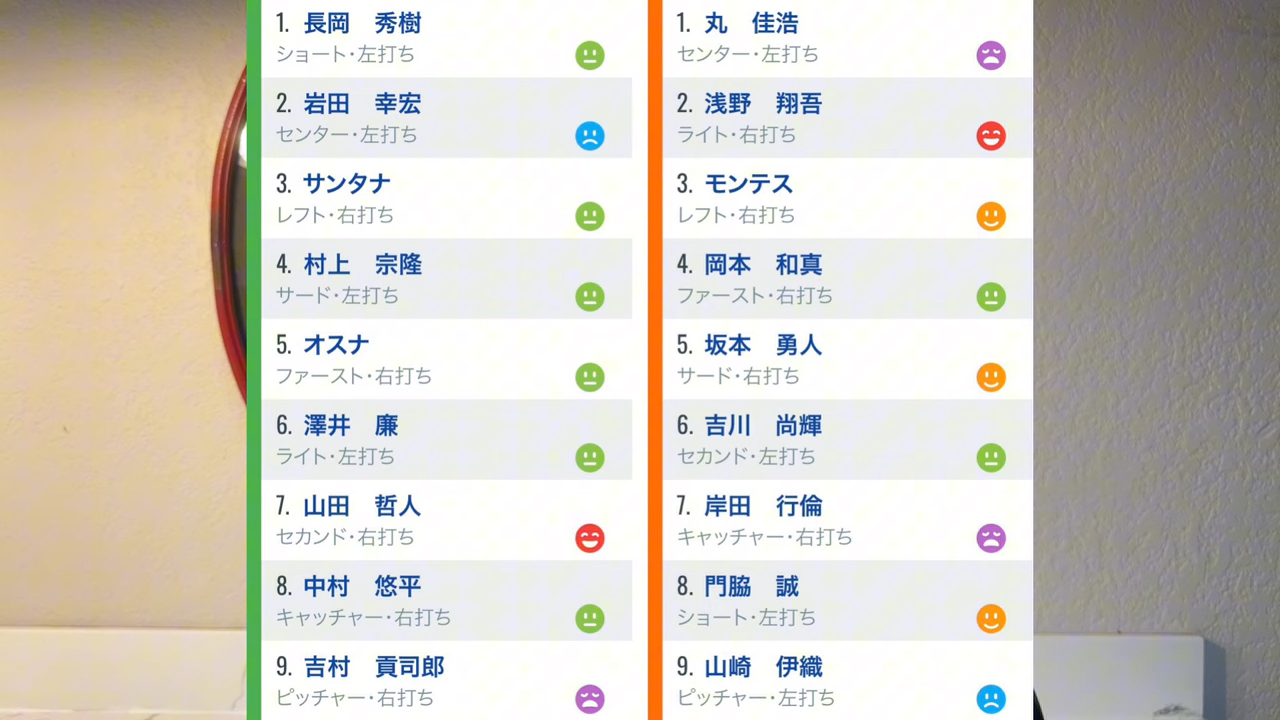 1. 長岡　秀樹
ショート・左打ち
2. 岩田　幸宏
センター・左打ち
3. サンタナ
レフト・右打ち
4. 村上　宗隆
サード・左打ち
5. オスナ
ファースト・右打ち
6. 澤井　廉
ライト・左打ち
7. 山田　哲人
セカンド・右打ち
8. 中村　悠平
キャッチャー・右打ち
9. 吉村　貢司郎
ピッチャー・右打ち
1. 丸　佳浩
センター・左打ち
2. 浅野　翔吾
ライト・右打ち
3. モンテス
レフト・右打ち
4. 岡本　和真
ファースト・右打ち
5. 坂本　勇人
サード・右打ち
6. 吉川　尚輝
セカンド・左打ち
7. 岸田　行倫
キャッチャー・右打ち
8. 門脇　誠
ショート・左打ち
9. 山崎　伊織
ピッチャー・左打ち